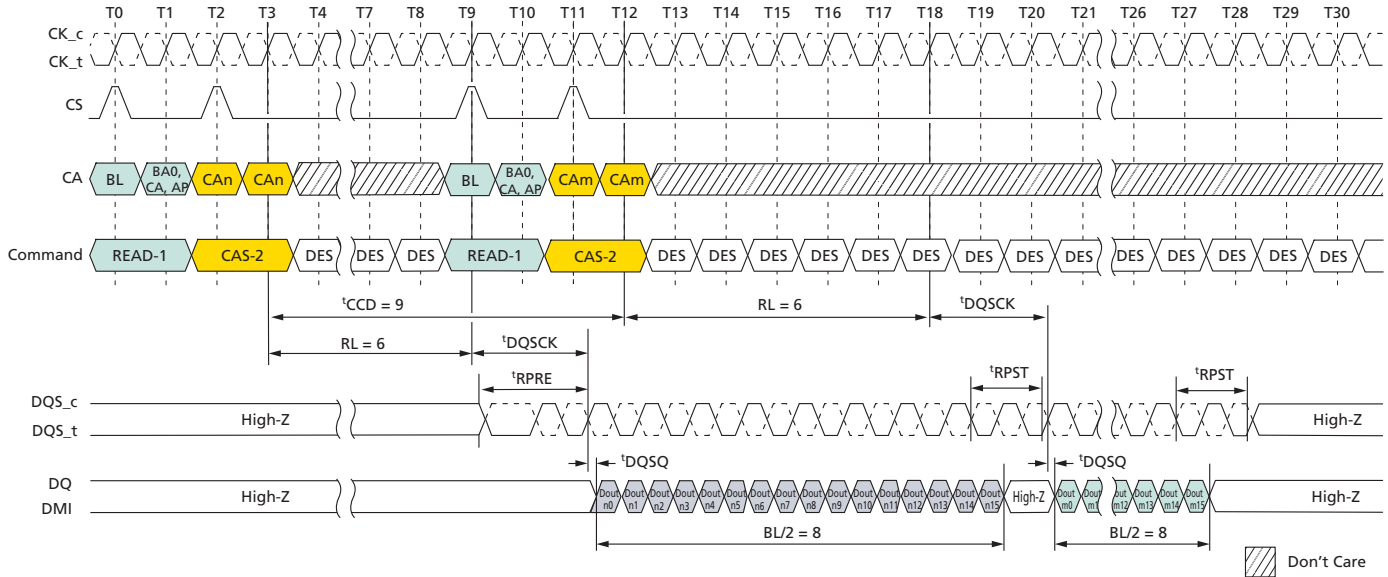 T0 T1 T2 T3 T4 T7 T8 T9 T10 T11 T12 T13 T14 T15 T16 T17 T18 T19 T20 T21 T26 T27 T28 T29 T30
CK_c
CK_t
CS
CA BL BA0, CA, AP CAn CAn BL BA0, CA, AP CAm CAm
Command READ-1 CAS-2 DES DES DES READ-1 CAS-2 DES DES DES DES DES DES DES DES DES DES DES DES DES DES
tCCD = 9 RL = 6 tDQSCK
RL = 6 tDQSCK
tRPRE tRPST tRPST
DQS_c
DQS_t
High-Z High-Z
tDQSQ tDQSQ
DQ
DMI
High-Z Dout n0 Dout n1 Dout n2 Dout n3 Dout n4 Dout n5 Dout n6 Dout n7 Dout n8 Dout n9 Dout n10 Dout n11 Dout n12 Dout n13 Dout n14 Dout n15 High-Z Dout m0 Dout m1 Dout m12 Dout m13 Dout m14 Dout m15 High-Z
BL/2 = 8 BL/2 = 8
Don't Care